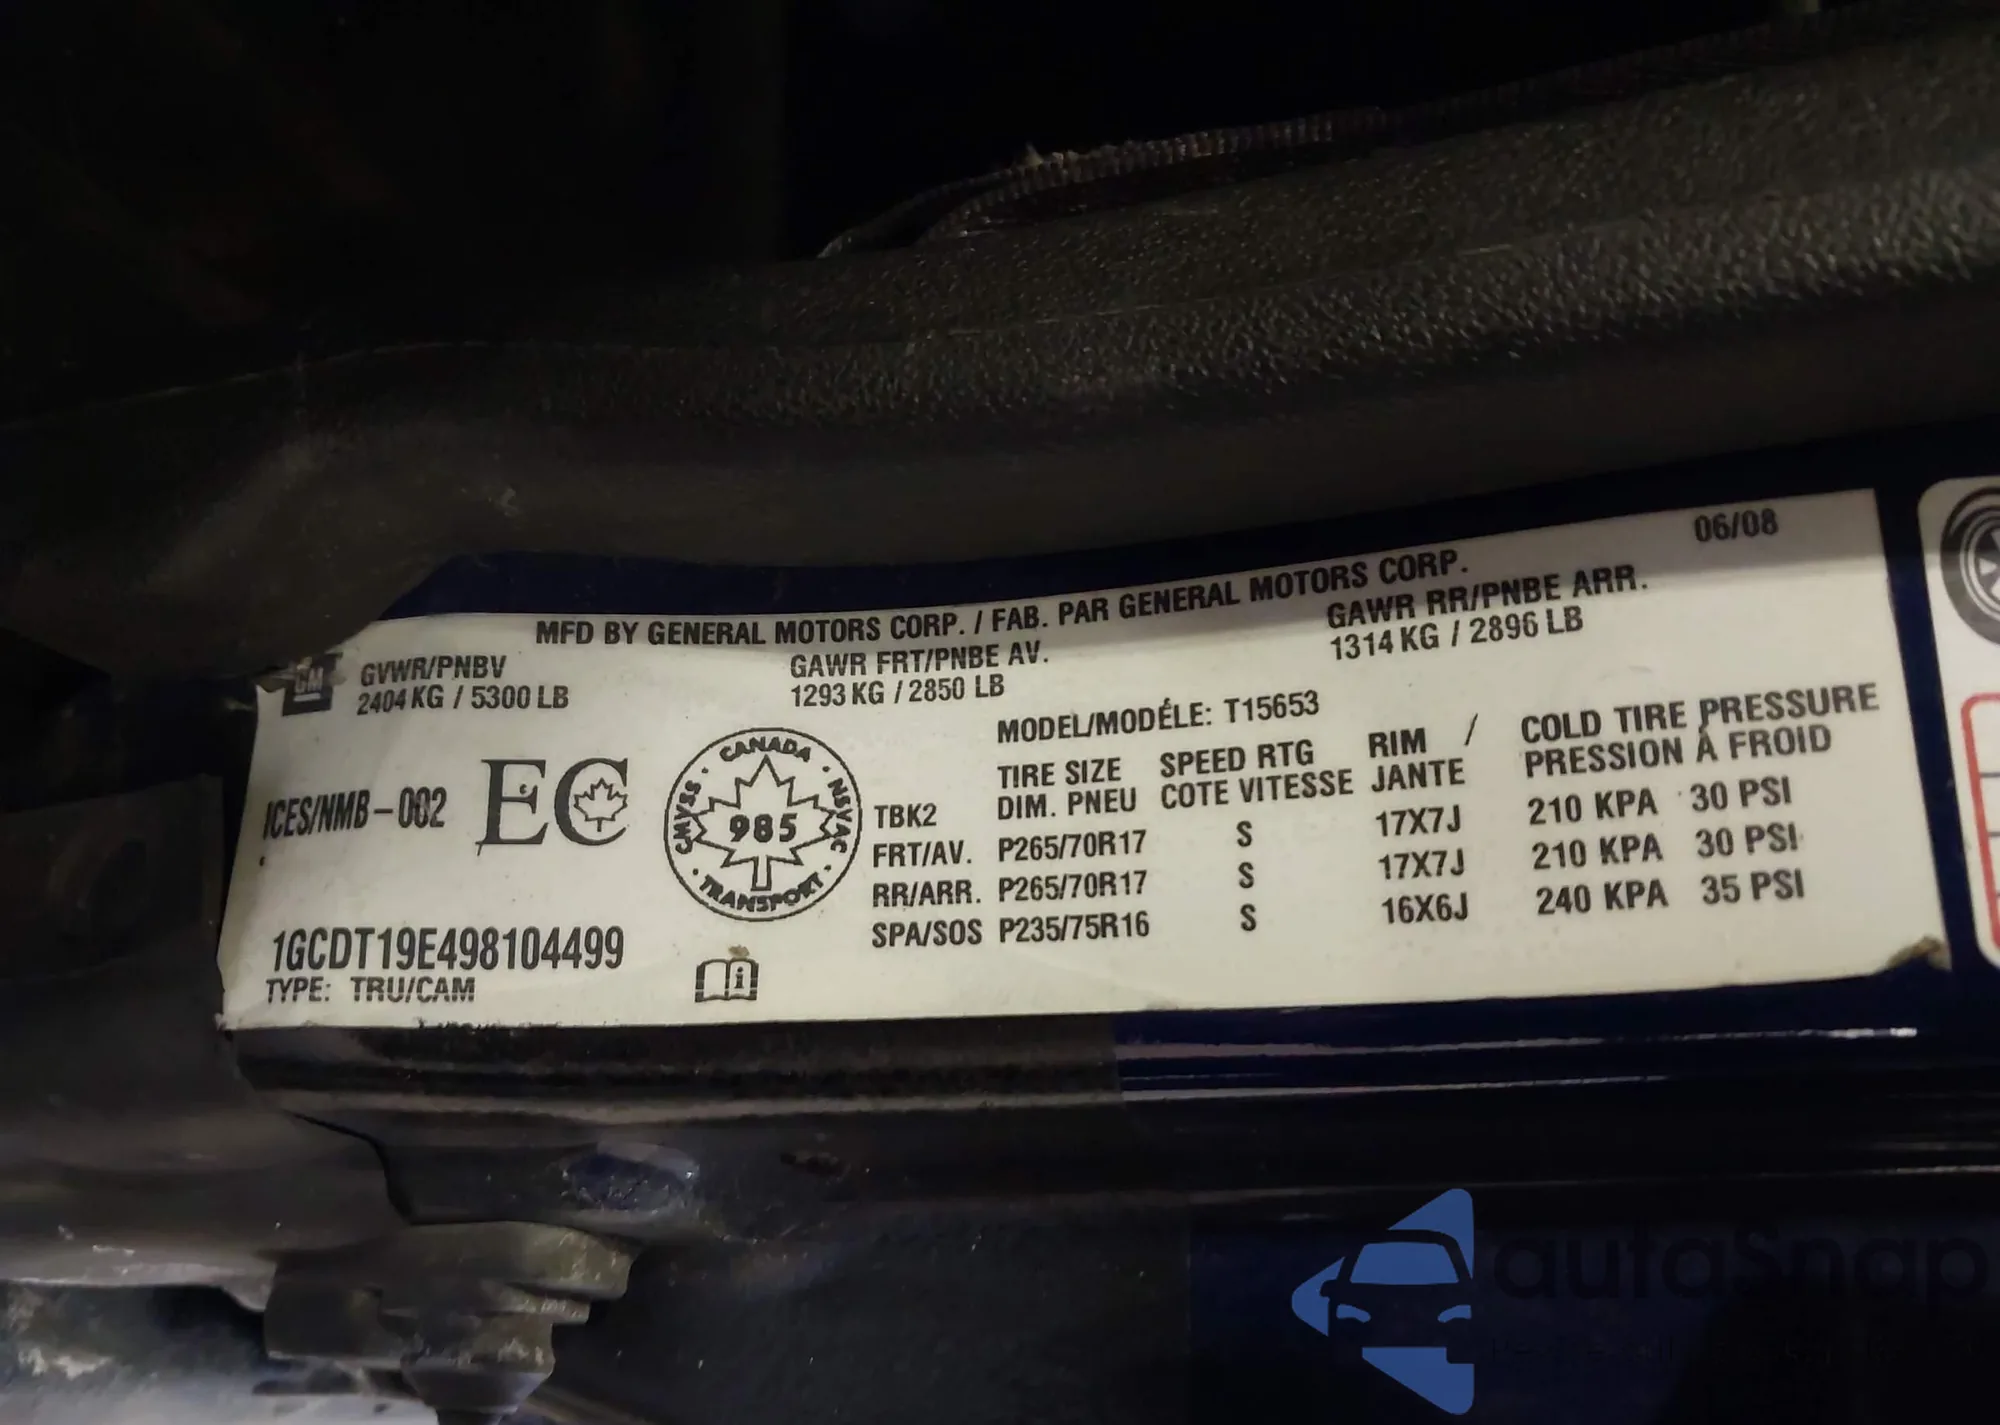 06/08
MFD BY GENERAL MOTORS CORP. / FAB. PAR GENERAL MOTORS CORP.
GM
GVWR/PNBV
2404 KG / 5300 LB
GAWR FRT/PNBE AV.
1293 KG / 2850 LB
GAWR RR/PNBE ARR.
1314 KG / 2896 LB
MODEL/MODÉLE: T15653
TIRE SIZE SPEED RTG RIM / COLD TIRE PRESSURE
TBK2 DIM. PNEU COTE VITESSE JANTE PRESSION À FROID
FRT/AV. P265/70R17 S 17X7J 210 KPA 30 PSI
RR/ARR. P265/70R17 S 17X7J 210 KPA 30 PSI
SPA/SOS P235/75R16 S 16X6J 240 KPA 35 PSI
ICES/NMB-002 EC
CANADA
CMVSS 985 NSVAC
TRANSPORT
1GCDT19E498104499
TYPE: TRU/CAM
autoSnap